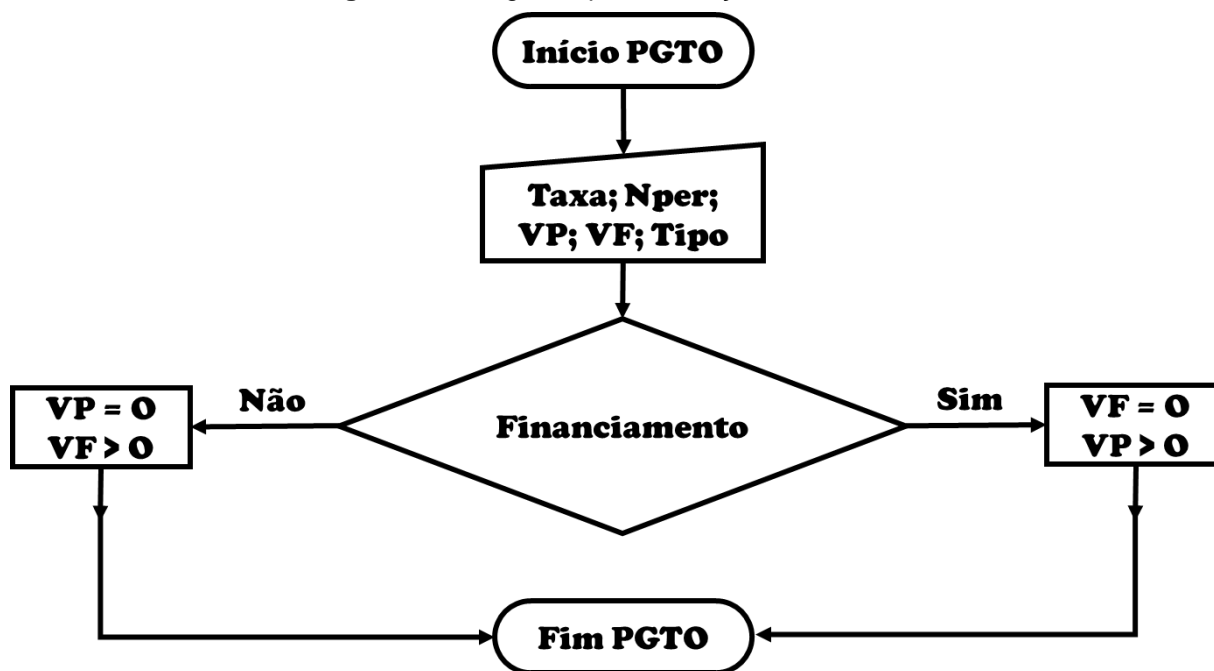 Início PGTO
Taxa; Nper;
VP; VF; Tipo
Não
Sim
VP = 0
VF > 0
Financiamento
VF = 0
VP > 0
Fim PGTO